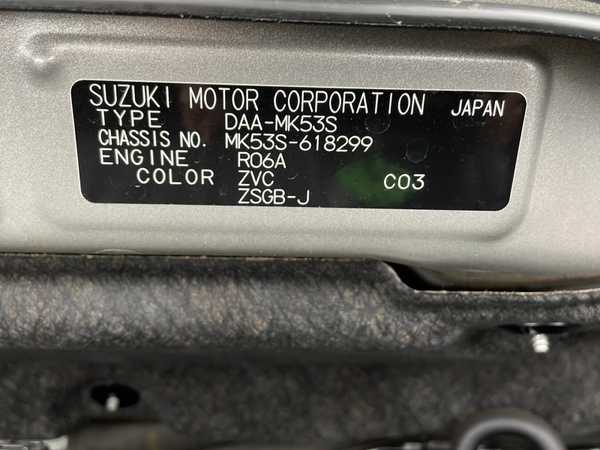 SUZUKI MOTOR CORPORATION JAPAN
TYPE DAA-MK53S
CHASSIS NO. MK53S-618299
ENGINE R06A
COLOR ZVC C03
ZSGB-J